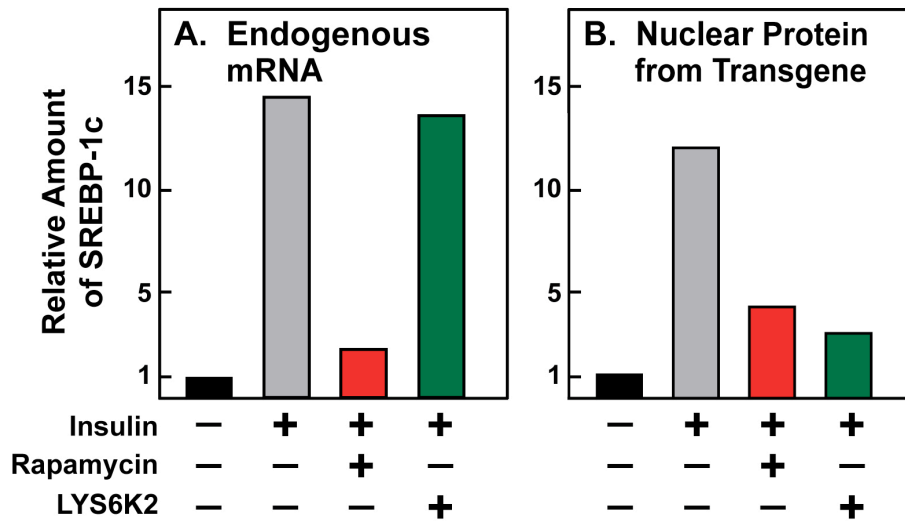 A. Endogenous
mRNA
B. Nuclear Protein
from Transgene
Relative Amount
of SREBP-1c
15
10
5
1
15
10
5
1
Insulin − + + + − + + +
Rapamycin − − + − − − + −
LYS6K2 − − − + − − − +